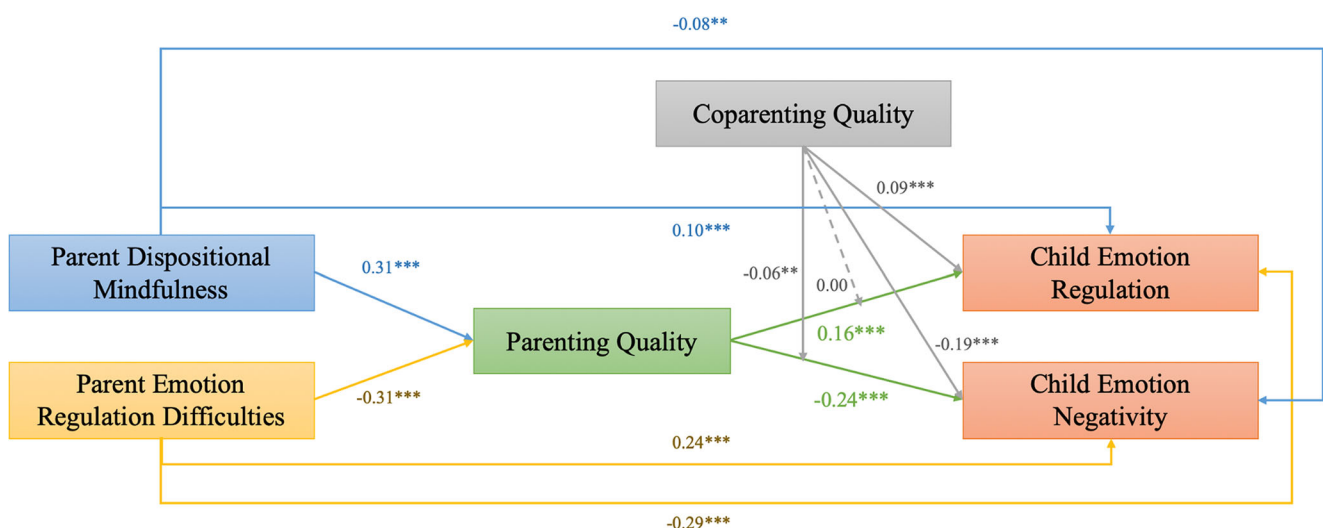 -0.08**
Coparenting Quality
0.09***
0.10***
Parent Dispositional
Mindfulness
0.31***
Child Emotion
Regulation
-0.06**
0.00
Parenting Quality
0.16***
-0.19***
Parent Emotion
Regulation Difficulties
-0.31***
-0.24***
Child Emotion
Negativity
0.24***
-0.29***